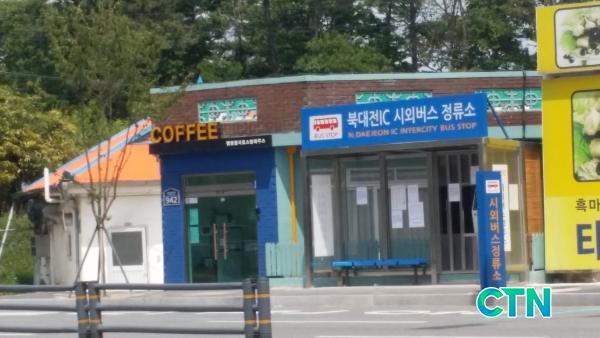 COFFEE
942
북대전IC 시외버스 정류소
BUS STOP
N.DAEJEON IC INTERCITY BUS STOP
시외버스정류소
흑마
CTN